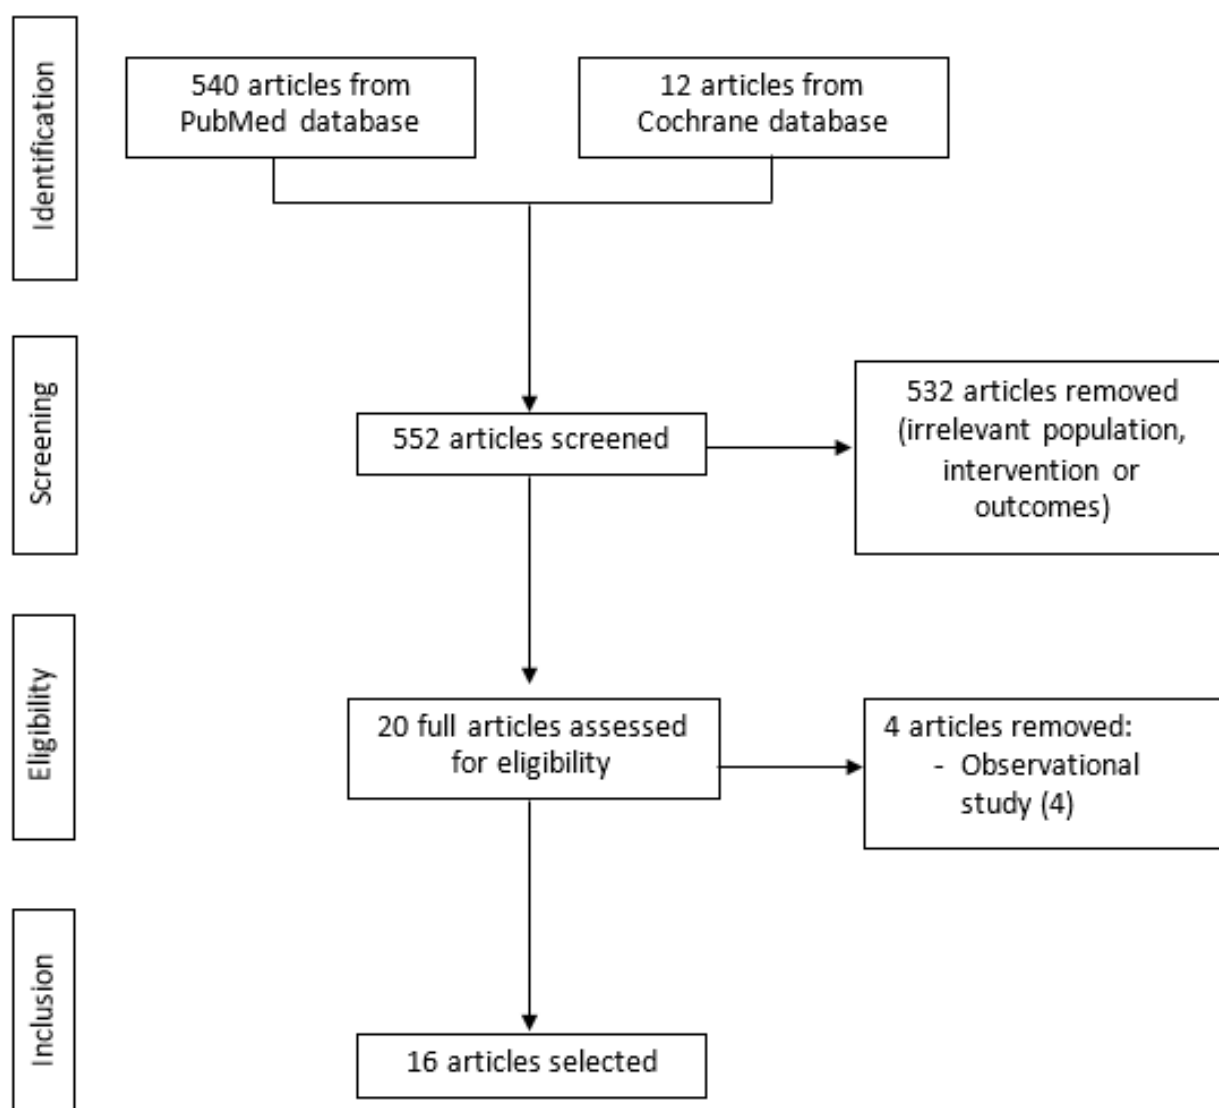 Identification
540 articles from
PubMed database
12 articles from
Cochrane database
Screening
552 articles screened
532 articles removed
(irrelevant population,
intervention or
outcomes)
Eligibility
20 full articles assessed
for eligibility
4 articles removed:
- Observational
study (4)
Inclusion
16 articles selected